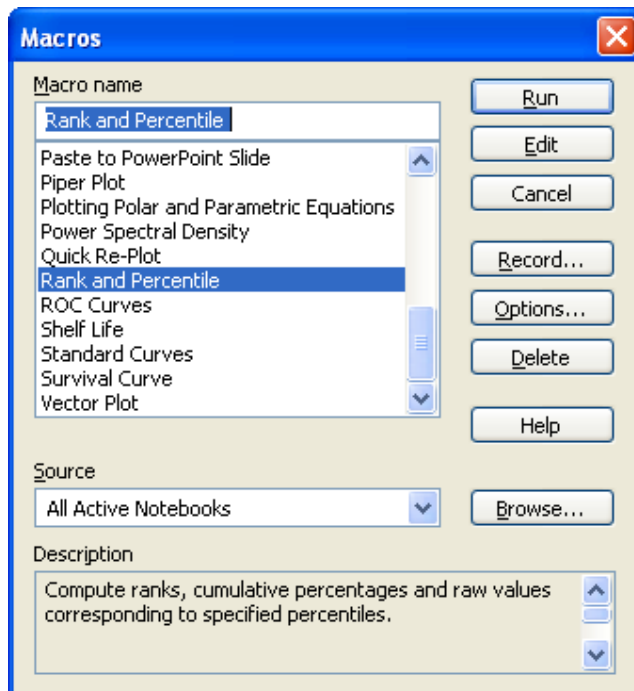 Macros
Macro name
Rank and Percentile
Run
Edit
Cancel
Record...
Options...
Delete
Help
Paste to PowerPoint Slide
Piper Plot
Plotting Polar and Parametric Equations
Power Spectral Density
Quick Re-Plot
Rank and Percentile
ROC Curves
Shelf Life
Standard Curves
Survival Curve
Vector Plot
Source
All Active Notebooks
Browse...
Description
Compute ranks, cumulative percentages and raw values
corresponding to specified percentiles.